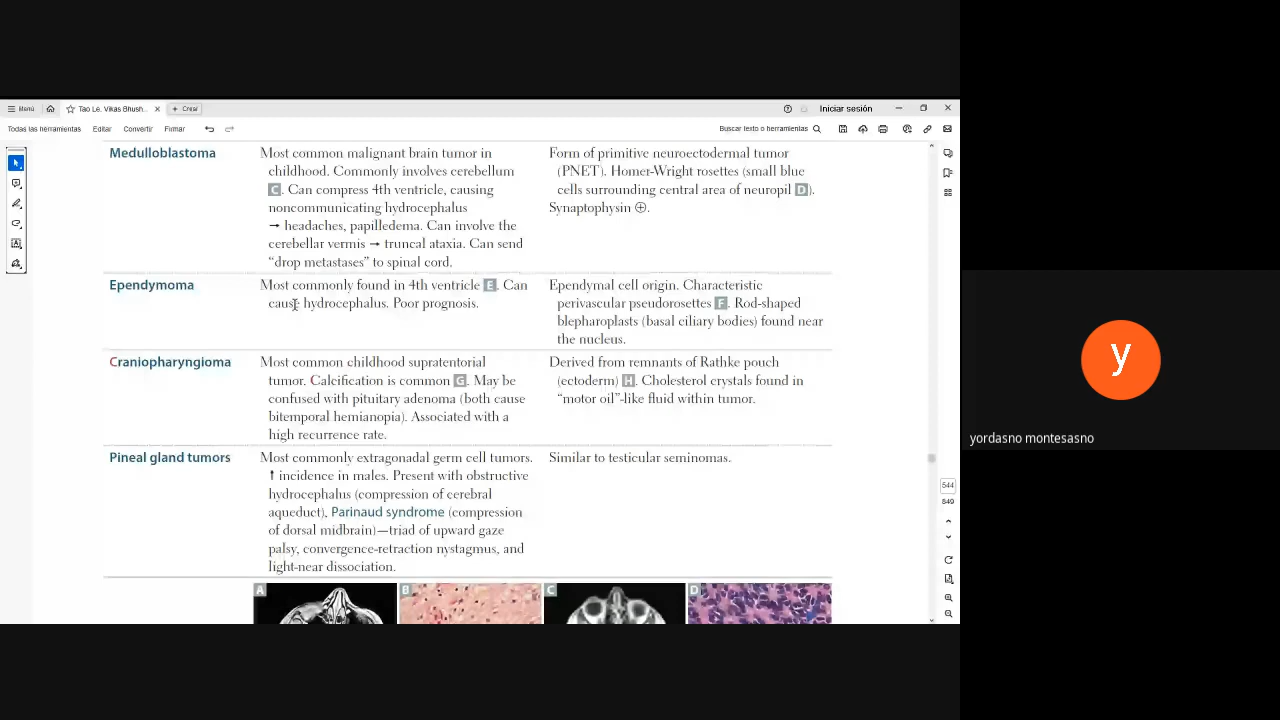 Menú
Tao Le, Vikas Bhush...
+ Crear
Iniciar sesión
Todas las herramientas Editar Convertir Firmar
Buscar texto o herramientas
Medulloblastoma
Most common malignant brain tumor in
childhood. Commonly involves cerebellum
C. Can compress 4th ventricle, causing
noncommunicating hydrocephalus
→ headaches, papilledema. Can involve the
cerebellar vermis → truncal ataxia. Can send
“drop metastases” to spinal cord.
Form of primitive neuroectodermal tumor
(PNET). Homer-Wright rosettes (small blue
cells surrounding central area of neuropil D).
Synaptophysin ⊕.
Ependymoma
Most commonly found in 4th ventricle E. Can
cause hydrocephalus. Poor prognosis.
Ependymal cell origin. Characteristic
perivascular pseudorosettes F. Rod-shaped
blepharoplasts (basal ciliary bodies) found near
the nucleus.
Craniopharyngioma
Most common childhood supratentorial
tumor. Calcification is common G. May be
confused with pituitary adenoma (both cause
bitemporal hemianopia). Associated with a
high recurrence rate.
Derived from remnants of Rathke pouch
(ectoderm) H. Cholesterol crystals found in
“motor oil”-like fluid within tumor.
Pineal gland tumors
Most commonly extragonadal germ cell tumors.
↑ incidence in males. Present with obstructive
hydrocephalus (compression of cerebral
aqueduct), Parinaud syndrome (compression
of dorsal midbrain)—triad of upward gaze
palsy, convergence-retraction nystagmus, and
light-near dissociation.
Similar to testicular seminomas.
A B C D
544
849
y
yordasno montesasno